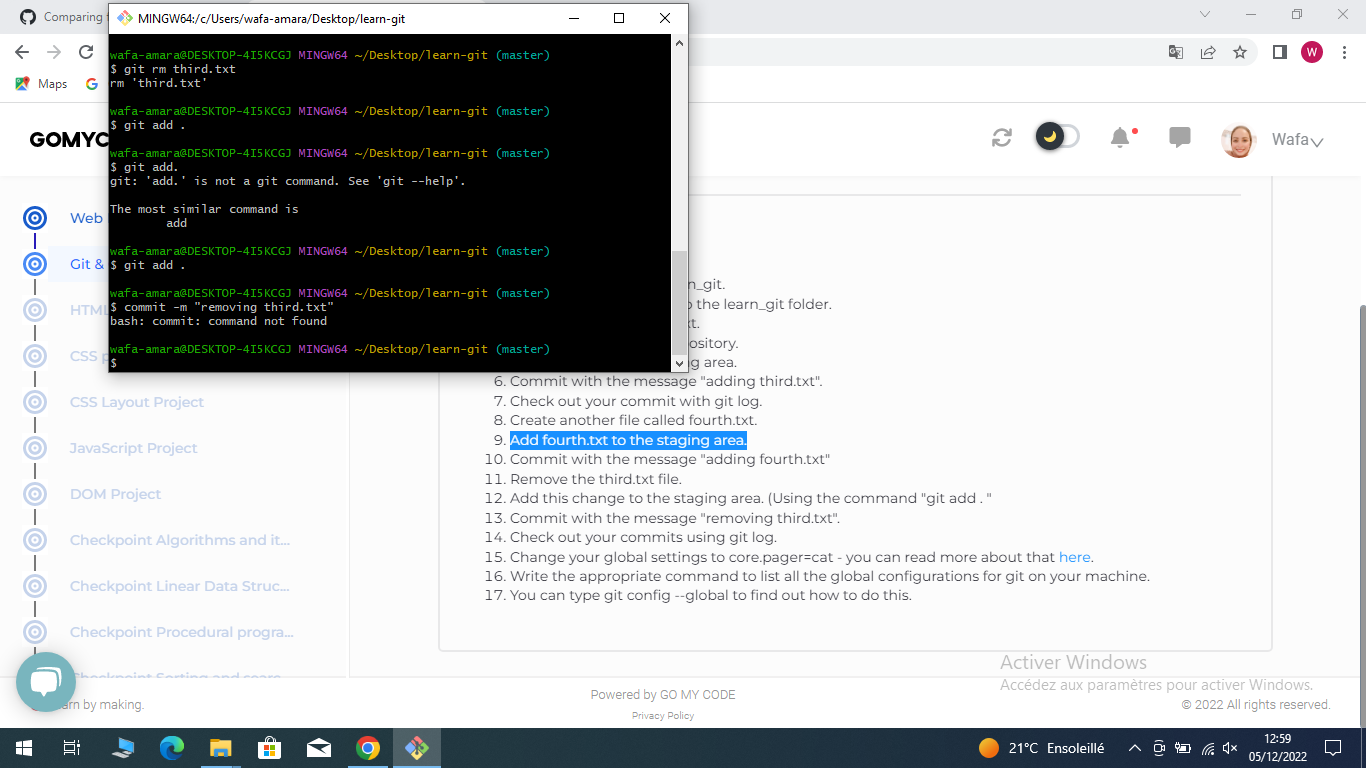 Comparing f
MINGW64:/c/Users/wafa-amara/Desktop/learn-git
wafa-amara@DESKTOP-4I5KCGJ MINGW64 ~/Desktop/learn-git (master)
$ git rm third.txt
rm 'third.txt'
wafa-amara@DESKTOP-4I5KCGJ MINGW64 ~/Desktop/learn-git (master)
$ git add .
wafa-amara@DESKTOP-4I5KCGJ MINGW64 ~/Desktop/learn-git (master)
$ git add.
git: 'add.' is not a git command. See 'git --help'.
The most similar command is
add
wafa-amara@DESKTOP-4I5KCGJ MINGW64 ~/Desktop/learn-git (master)
$ git add .
wafa-amara@DESKTOP-4I5KCGJ MINGW64 ~/Desktop/learn-git (master)
$ commit -m "removing third.txt"
bash: commit: command not found
wafa-amara@DESKTOP-4I5KCGJ MINGW64 ~/Desktop/learn-git (master)
$
W
Maps
GOMYC
Wafa
Web
Git &
HTML
CSS p
CSS Layout Project
JavaScript Project
DOM Project
Checkpoint Algorithms and it...
Checkpoint Linear Data Struc...
Checkpoint Procedural progra...
Checkpoint Sorting and searc...
n_git.
o the learn_git folder.
xt.
ository.
ng area.
6. Commit with the message "adding third.txt".
7. Check out your commit with git log.
8. Create another file called fourth.txt.
9. Add fourth.txt to the staging area.
10. Commit with the message "adding fourth.txt"
11. Remove the third.txt file.
12. Add this change to the staging area. (Using the command "git add . "
13. Commit with the message "removing third.txt".
14. Check out your commits using git log.
15. Change your global settings to core.pager=cat - you can read more about that here.
16. Write the appropriate command to list all the global configurations for git on your machine.
17. You can type git config --global to find out how to do this.
Activer Windows
Accédez aux paramètres pour activer Windows.
rn by making.
Powered by GO MY CODE
Privacy Policy
© 2022 All rights reserved.
21°C Ensoleillé
12:59
05/12/2022